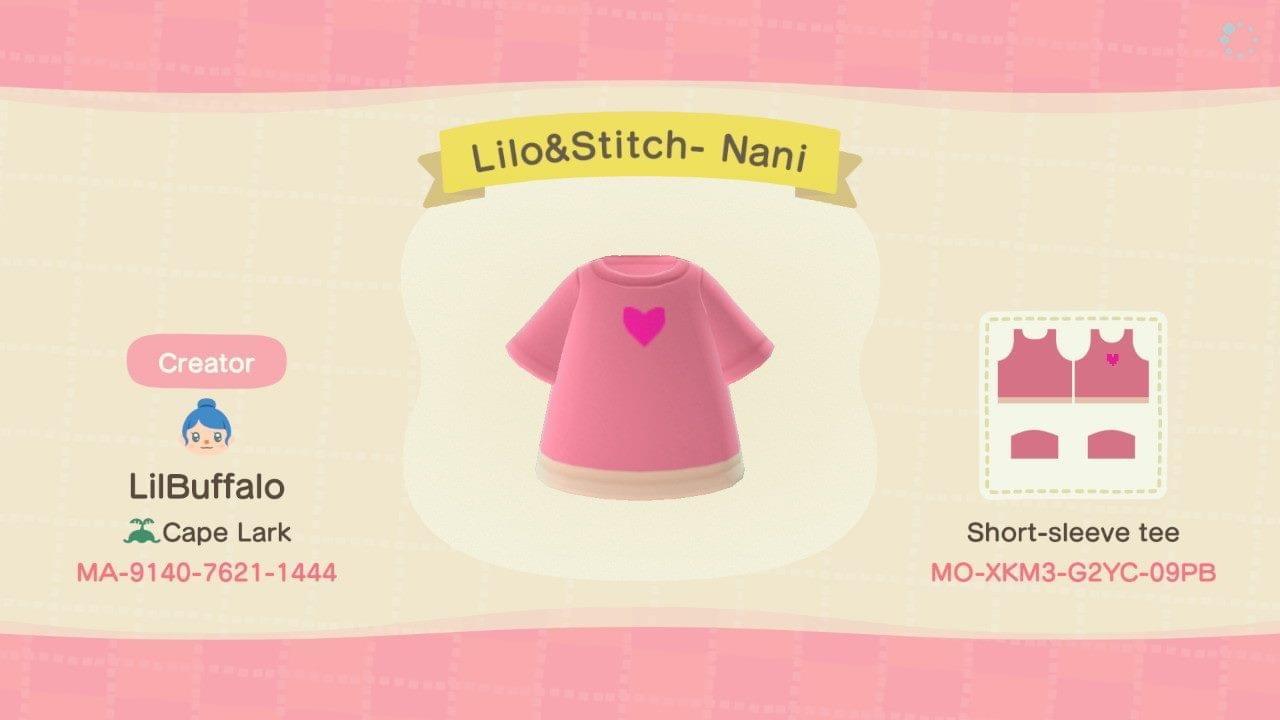 Lilo&Stitch- Nani
Creator
LilBuffalo
Cape Lark
MA-9140-7621-1444
Short-sleeve tee
MO-XKM3-G2YC-09PB